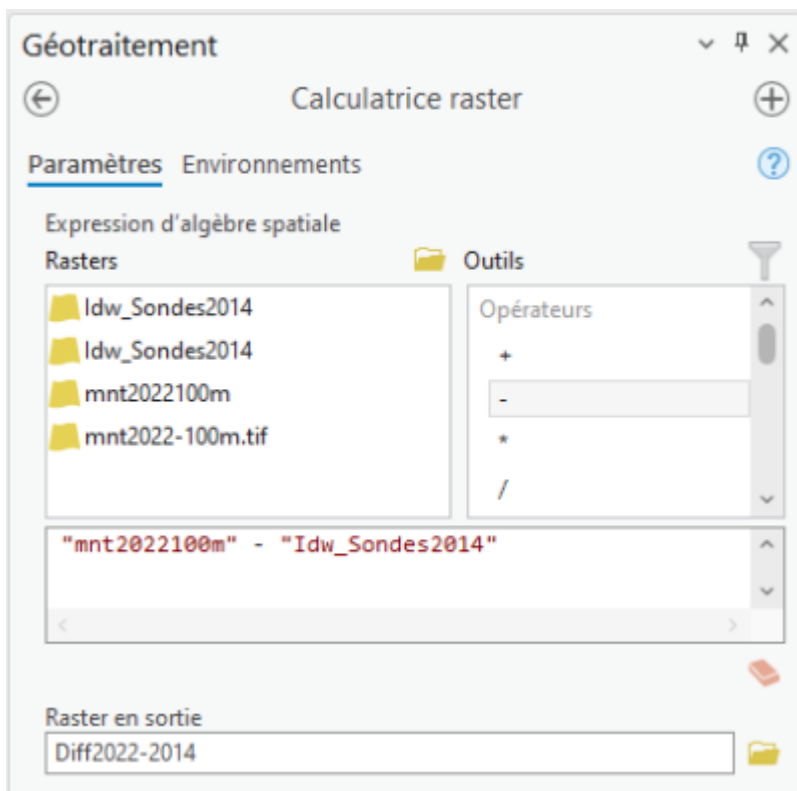 Géotraitement
Calculatrice raster
Paramètres Environnements
Expression d'algèbre spatiale
Rasters Outils
Idw_Sondes2014
Idw_Sondes2014
mnt2022100m
mnt2022-100m.tif
Opérateurs
+
-
*
/
"mnt2022100m" - "Idw_Sondes2014"
Raster en sortie
Diff2022-2014